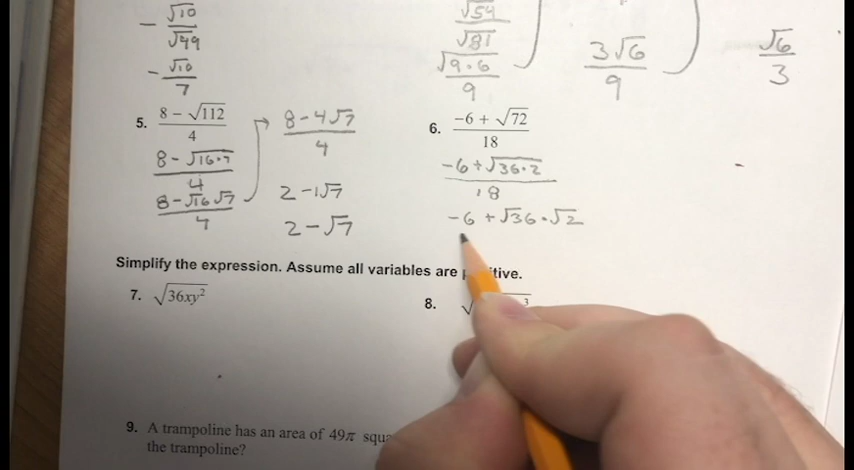 - √10/√49
- √10/7
√54/√81
√9·6/9
3√6/9
√6/3
5. (8 − √112)/4
(8 - √16·7)/4
(8 - √16 √7)/4
(8 - 4√7)/4
2 - 1√7
2 - √7
6. (−6 + √72)/18
(-6 + √36·2)/18
-6 + √36 · √2
Simplify the expression. Assume all variables are
7. √36xy²
8. √ 3
9. A trampoline has an area of 49π
the trampoline?